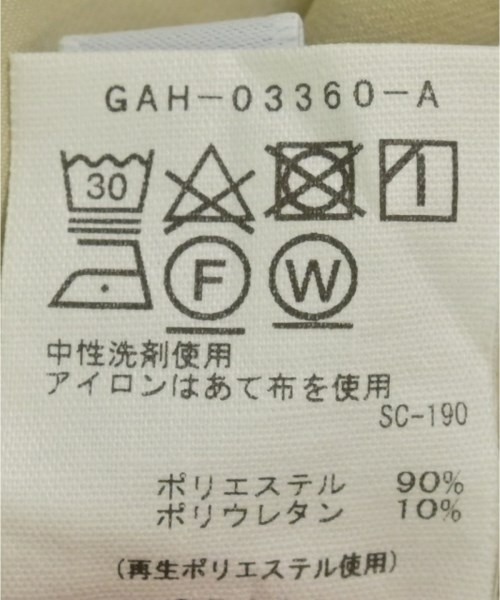 GAH-03360-A
30
F W
中性洗剤使用
アイロンはあて布を使用
SC-190
ポリエステル 90%
ポリウレタン 10%
(再生ポリエステル使用)